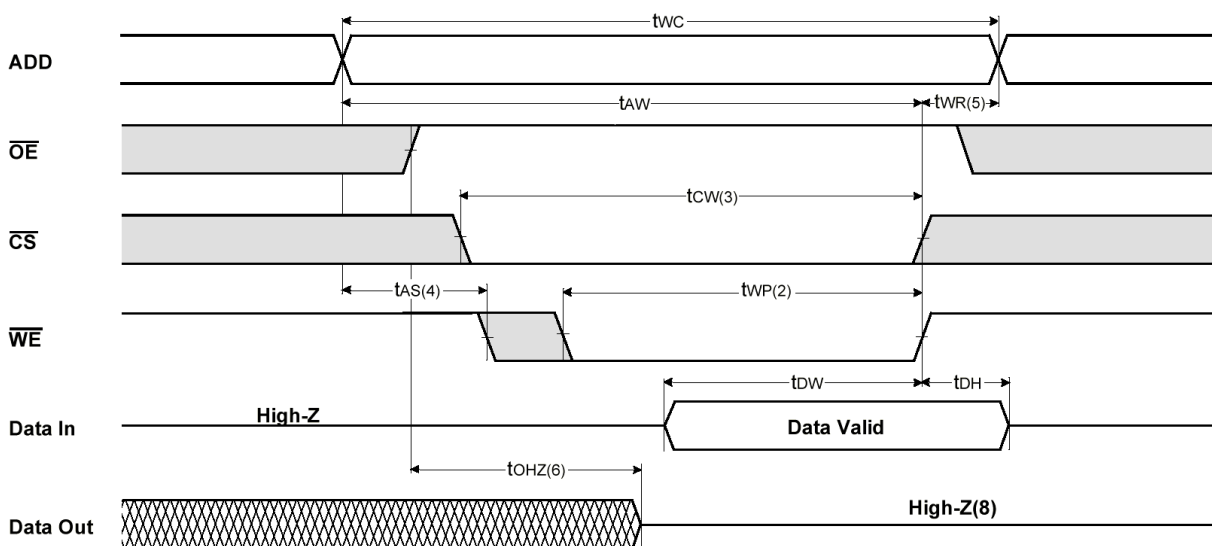 tWC
ADD
tAW
tWR(5)
OE
tCW(3)
CS
tAS(4)
tWP(2)
WE
tDW
tDH
High-Z
Data In
Data Valid
tOHZ(6)
High-Z(8)
Data Out